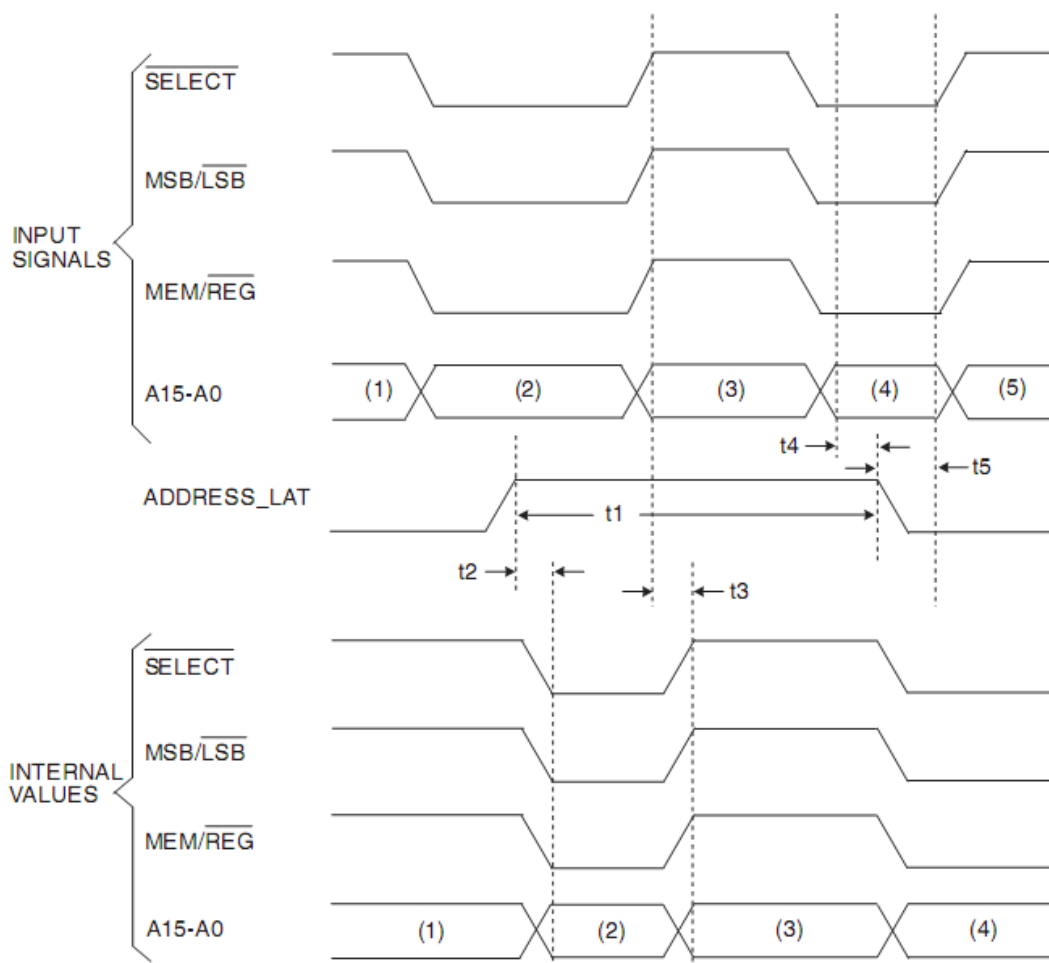 SELECT
MSB/LSB
INPUT
SIGNALS
MEM/REG
A15-A0
(1)
(2)
(3)
(4)
(5)
t4
t5
ADDRESS_LAT
t1
t2
t3
SELECT
MSB/LSB
INTERNAL
VALUES
MEM/REG
A15-A0
(1)
(2)
(3)
(4)